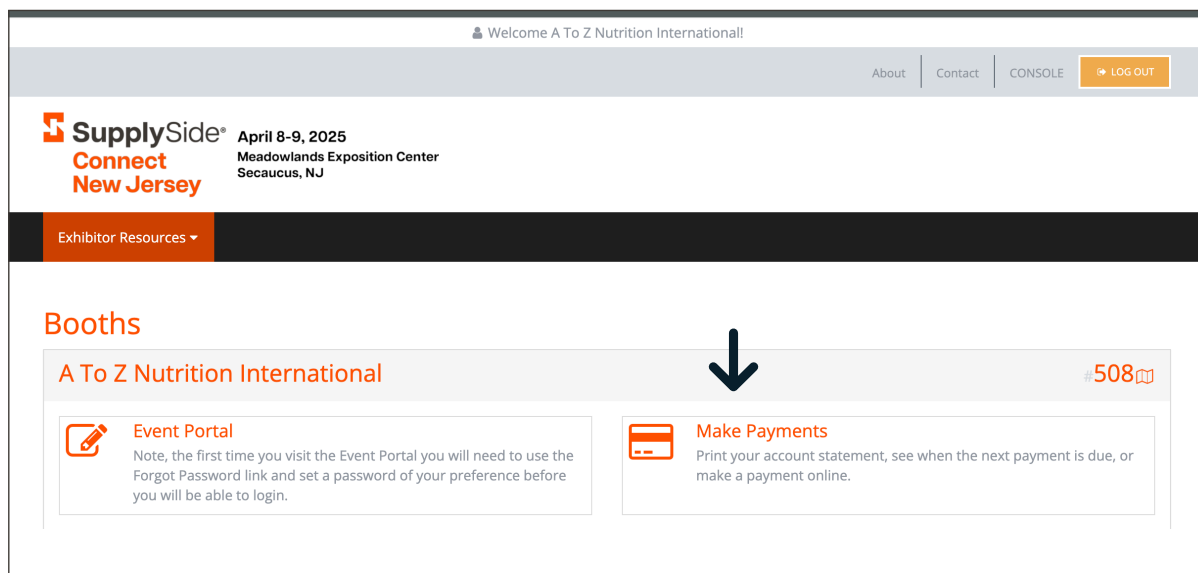 Welcome A To Z Nutrition International!
About
Contact
CONSOLE
LOG OUT
SupplySide®
Connect
New Jersey
April 8-9, 2025
Meadowlands Exposition Center
Secaucus, NJ
Exhibitor Resources
Booths
A To Z Nutrition International
#508
Event Portal
Note, the first time you visit the Event Portal you will need to use the
Forgot Password link and set a password of your preference before
you will be able to login.
Make Payments
Print your account statement, see when the next payment is due, or
make a payment online.